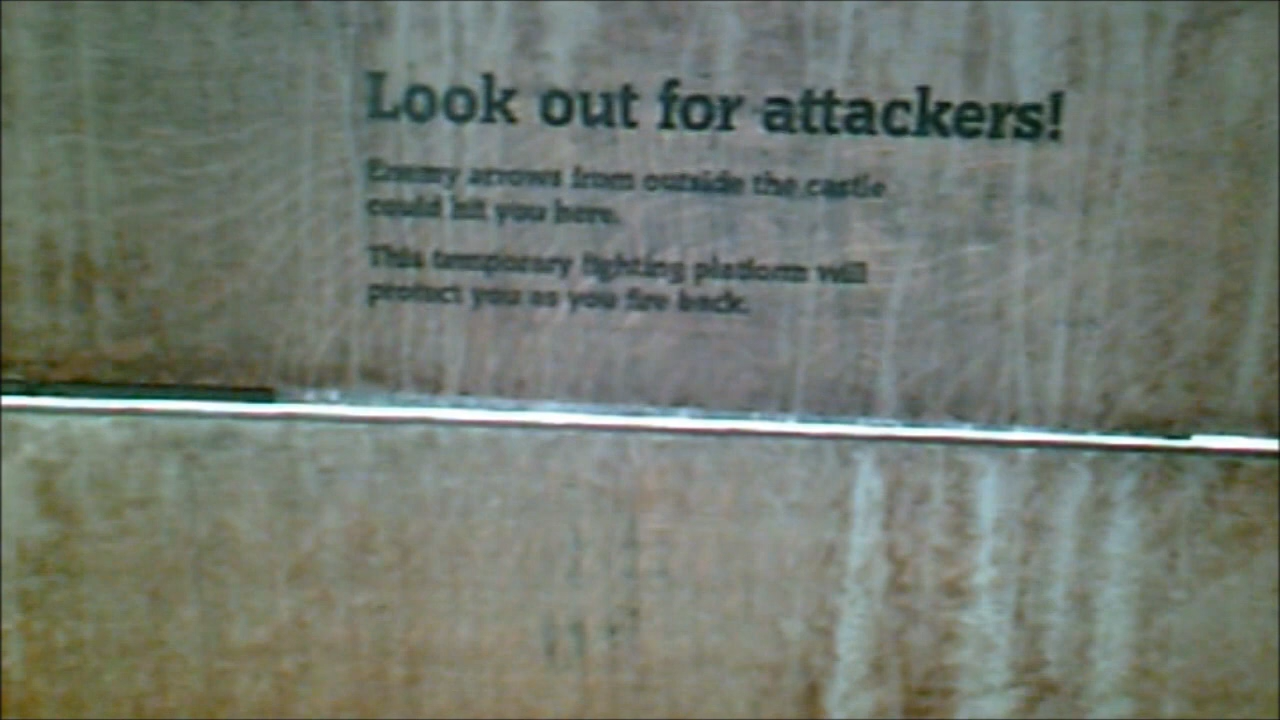 Look out for attackers!
Enemy arrows from outside the castle
could hit you here.
This temporary fighting platform will
protect you as you fire back.